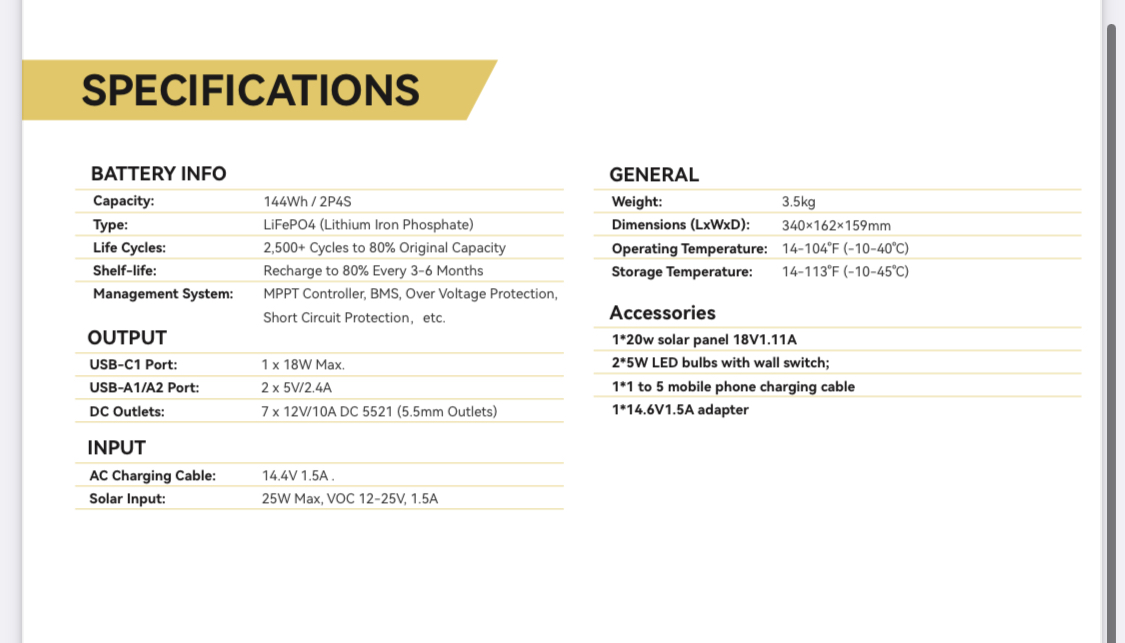 SPECIFICATIONS
BATTERY INFO
Capacity: 144Wh / 2P4S
Type: LiFePO4 (Lithium Iron Phosphate)
Life Cycles: 2,500+ Cycles to 80% Original Capacity
Shelf-life: Recharge to 80% Every 3-6 Months
Management System: MPPT Controller, BMS, Over Voltage Protection,
Short Circuit Protection，etc.
OUTPUT
USB-C1 Port: 1 x 18W Max.
USB-A1/A2 Port: 2 x 5V/2.4A
DC Outlets: 7 x 12V/10A DC 5521 (5.5mm Outlets)
INPUT
AC Charging Cable: 14.4V 1.5A .
Solar Input: 25W Max, VOC 12-25V, 1.5A
GENERAL
Weight: 3.5kg
Dimensions (LxWxD): 340×162×159mm
Operating Temperature: 14-104°F (-10-40°C)
Storage Temperature: 14-113°F (-10-45°C)
Accessories
1*20w solar panel 18V1.11A
2*5W LED bulbs with wall switch;
1*1 to 5 mobile phone charging cable
1*14.6V1.5A adapter